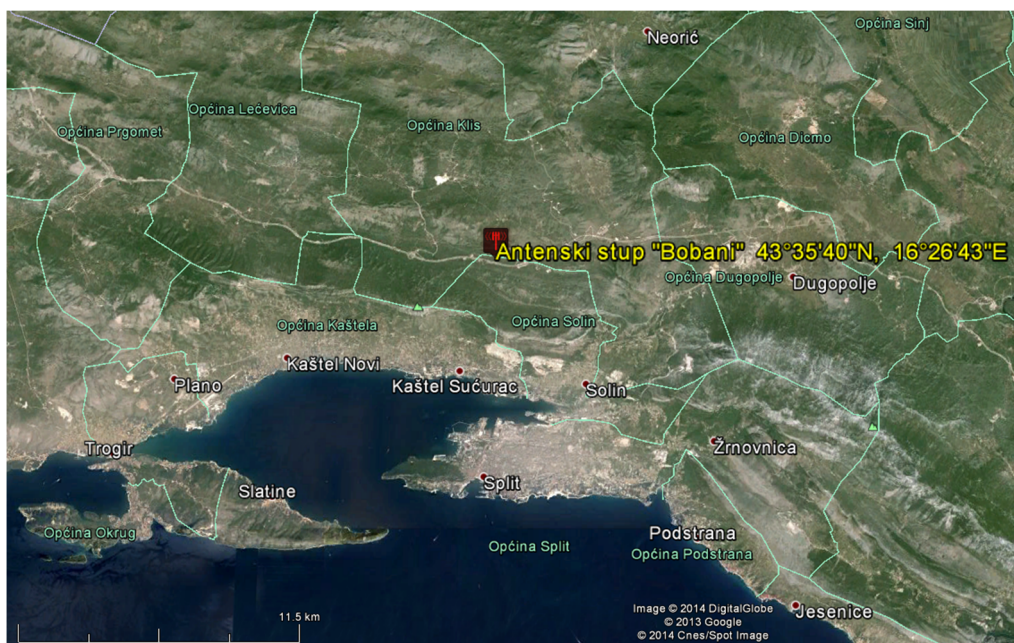 Neorić
Općina Sinj
Općina Lećevica
Općina Prgomet
Općina Klis
Općina Dicmo
Antenski stup "Bobani" 43°35'40"N, 16°26'43"E
Općina Dugopolje
Dugopolje
Općina Kaštela
Općina Solin
Kaštel Novi
Plano
Kaštel Sućurac
Solin
Trogir
Žrnovnica
Split
Slatine
Općina Okrug
Podstrana
Općina Split
Općina Podstrana
11.5 km
Image © 2014 DigitalGlobe
© 2013 Google
© 2014 Cnes/Spot Image
Jesenice